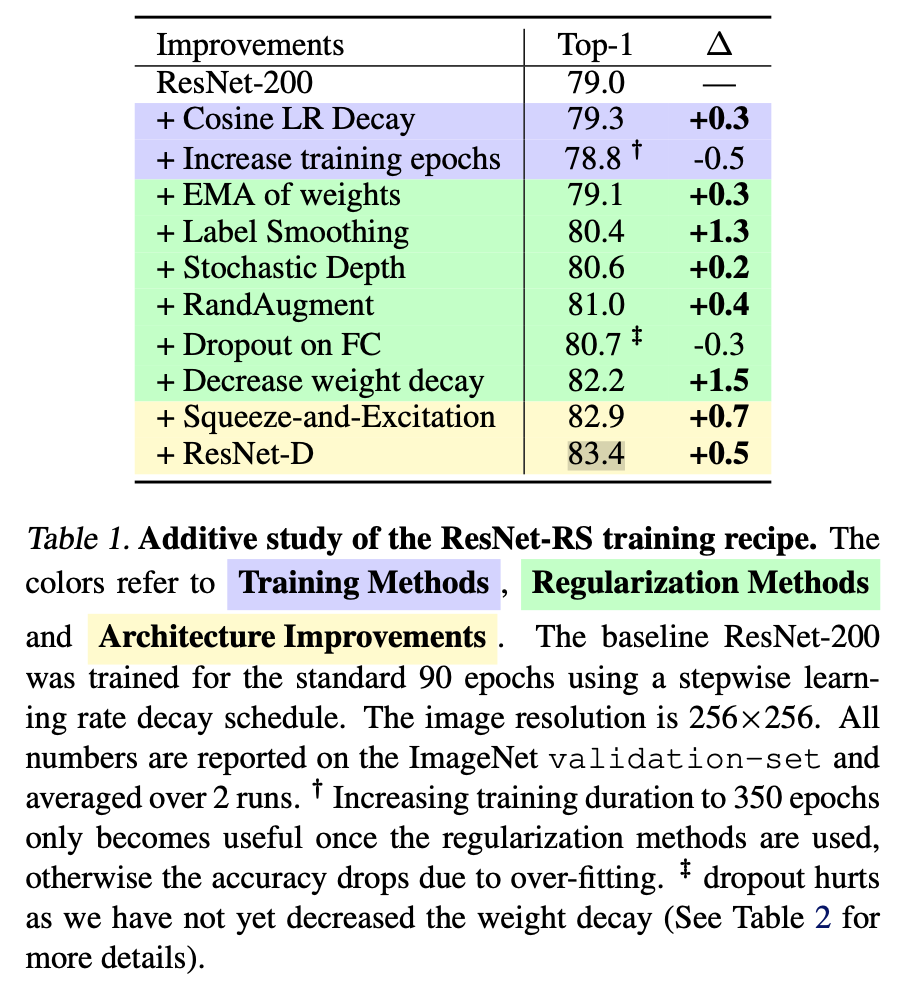 Improvements Top-1 Δ
ResNet-200 79.0 —
+ Cosine LR Decay 79.3 +0.3
+ Increase training epochs 78.8 † -0.5
+ EMA of weights 79.1 +0.3
+ Label Smoothing 80.4 +1.3
+ Stochastic Depth 80.6 +0.2
+ RandAugment 81.0 +0.4
+ Dropout on FC 80.7 ‡ -0.3
+ Decrease weight decay 82.2 +1.5
+ Squeeze-and-Excitation 82.9 +0.7
+ ResNet-D 83.4 +0.5
Table 1. Additive study of the ResNet-RS training recipe. The
colors refer to Training Methods , Regularization Methods
and Architecture Improvements . The baseline ResNet-200
was trained for the standard 90 epochs using a stepwise learn-
ing rate decay schedule. The image resolution is 256×256. All
numbers are reported on the ImageNet validation-set and
averaged over 2 runs. † Increasing training duration to 350 epochs
only becomes useful once the regularization methods are used,
otherwise the accuracy drops due to over-fitting. ‡ dropout hurts
as we have not yet decreased the weight decay (See Table 2 for
more details).